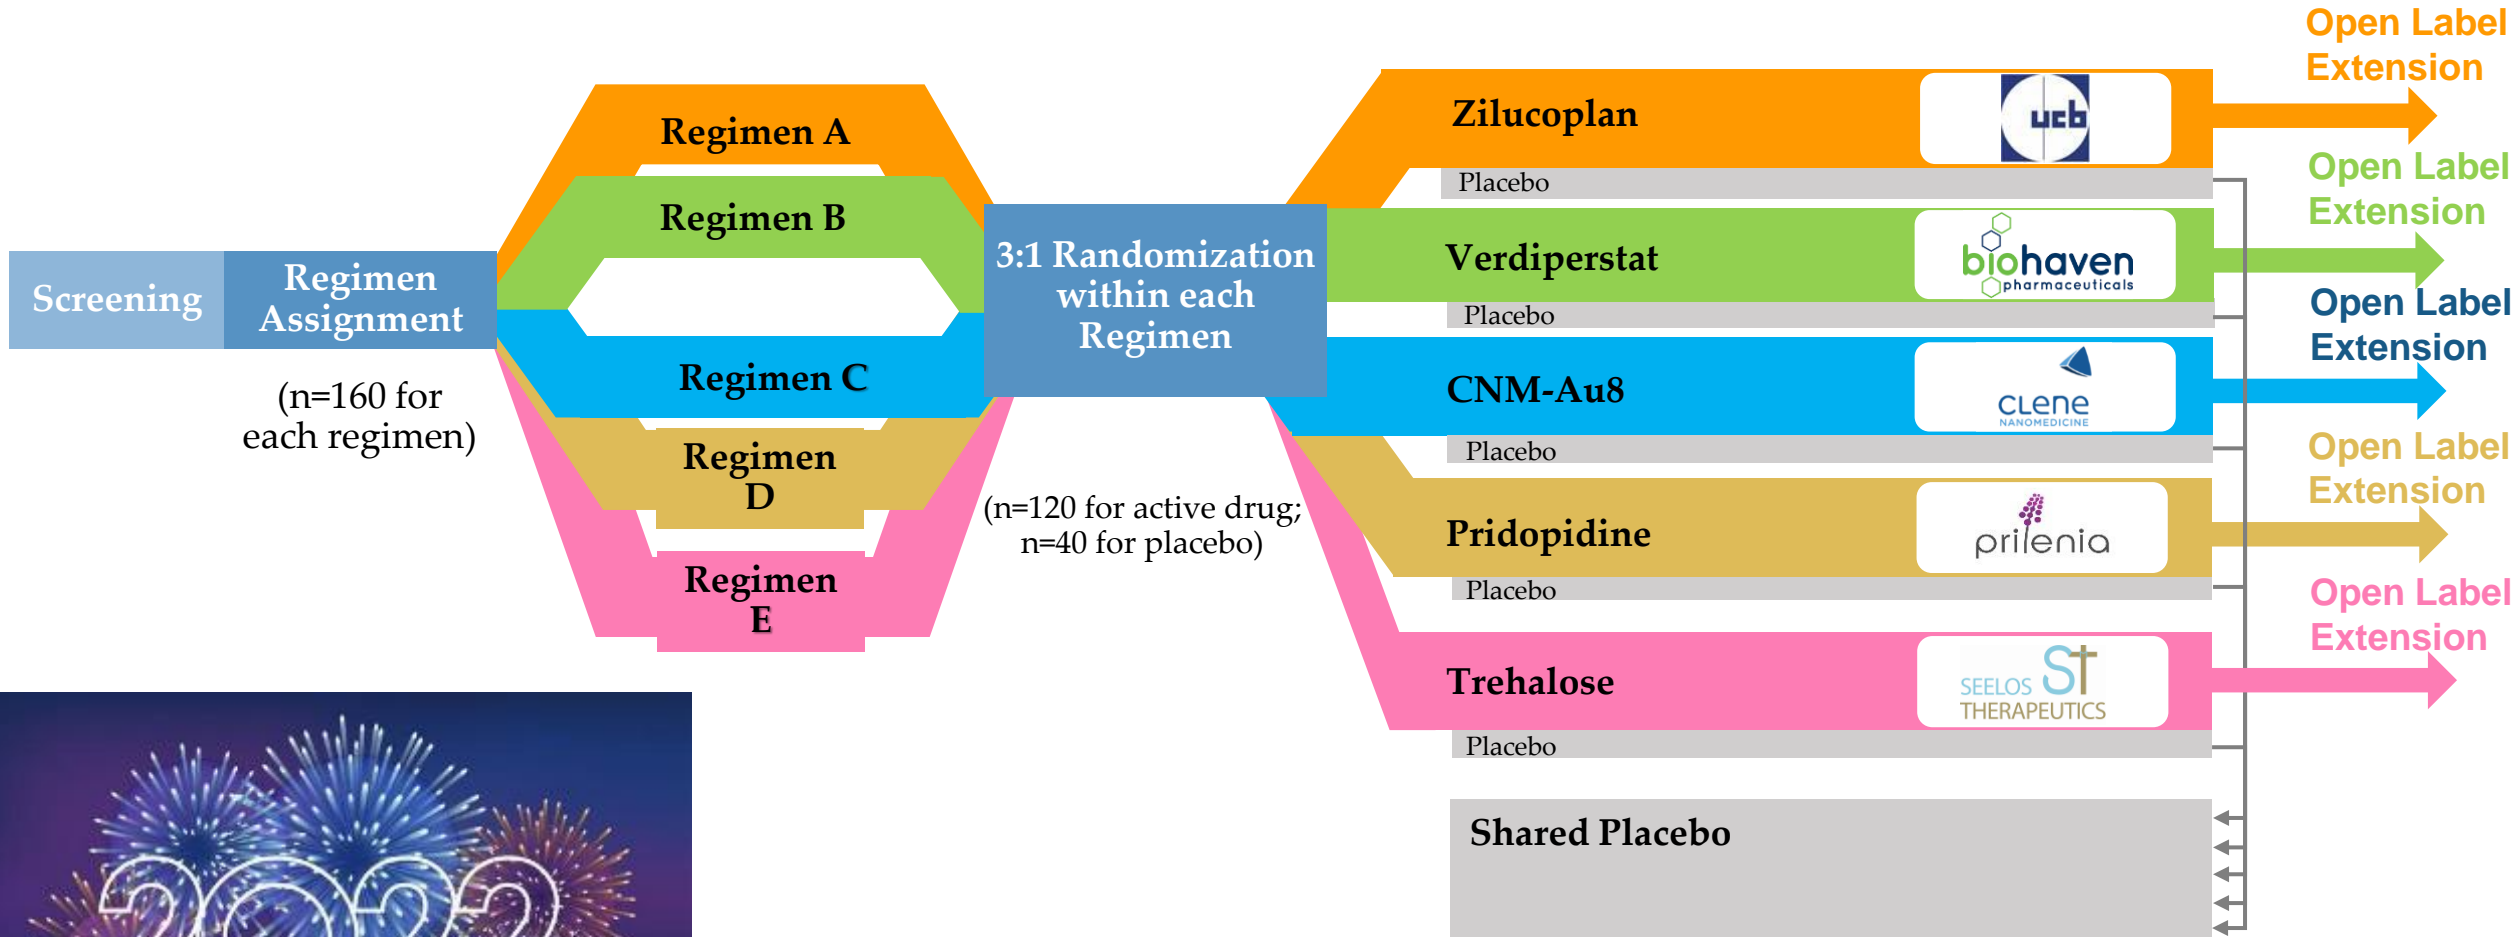 Screening
Regimen
Assignment
(n=160 for
each regimen)
Regimen A
Regimen B
Regimen C
Regimen
D
Regimen
E
3:1 Randomization
within each
Regimen
(n=120 for active drug;
n=40 for placebo)
Zilucoplan
ucb
Placebo
Open Label
Extension
Verdiperstat
biohaven
pharmaceuticals
Placebo
Open Label
Extension
CNM-Au8
CLENE
NANOMEDICINE
Placebo
Open Label
Extension
Pridopidine
prilenia
Placebo
Open Label
Extension
Trehalose
ST
SEELOS
THERAPEUTICS
Placebo
Open Label
Extension
Shared Placebo
2022